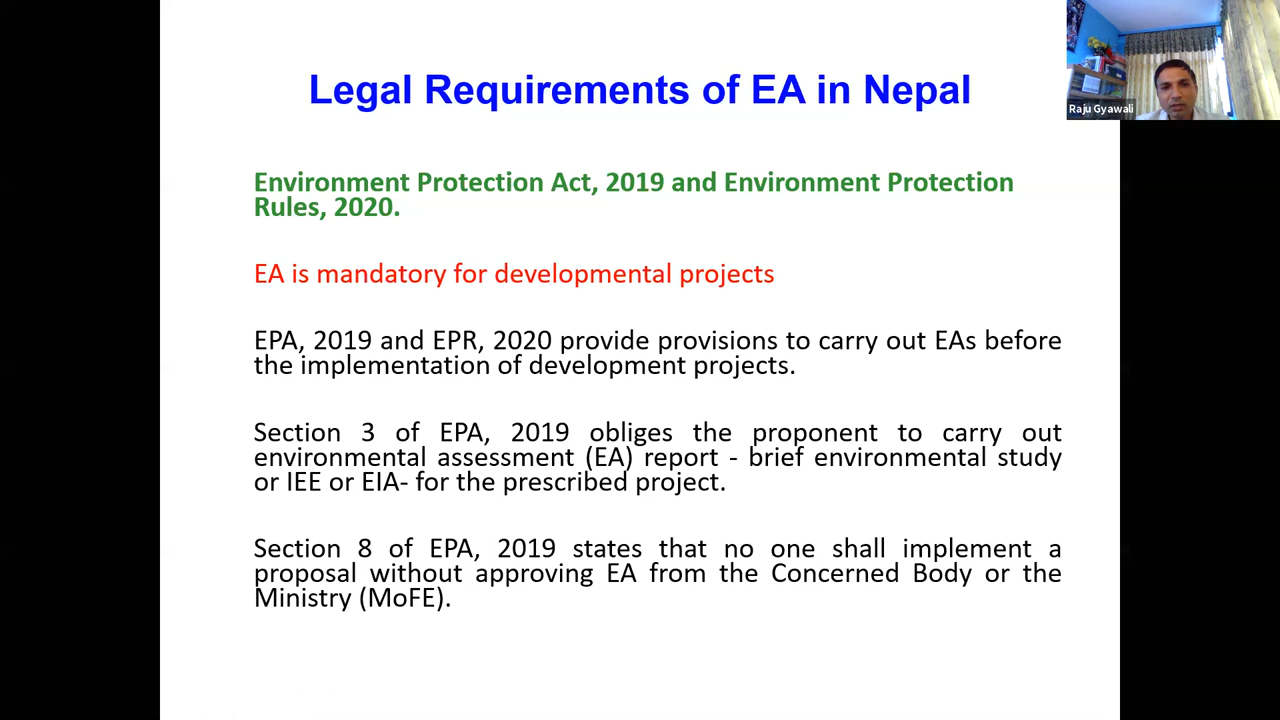 Legal Requirements of EA in Nepal
Raju Gyawali
Environment Protection Act, 2019 and Environment Protection
Rules, 2020.
EA is mandatory for developmental projects
EPA, 2019 and EPR, 2020 provide provisions to carry out EAs before
the implementation of development projects.
Section 3 of EPA, 2019 obliges the proponent to carry out
environmental assessment (EA) report - brief environmental study
or IEE or EIA- for the prescribed project.
Section 8 of EPA, 2019 states that no one shall implement a
proposal without approving EA from the Concerned Body or the
Ministry (MoFE).